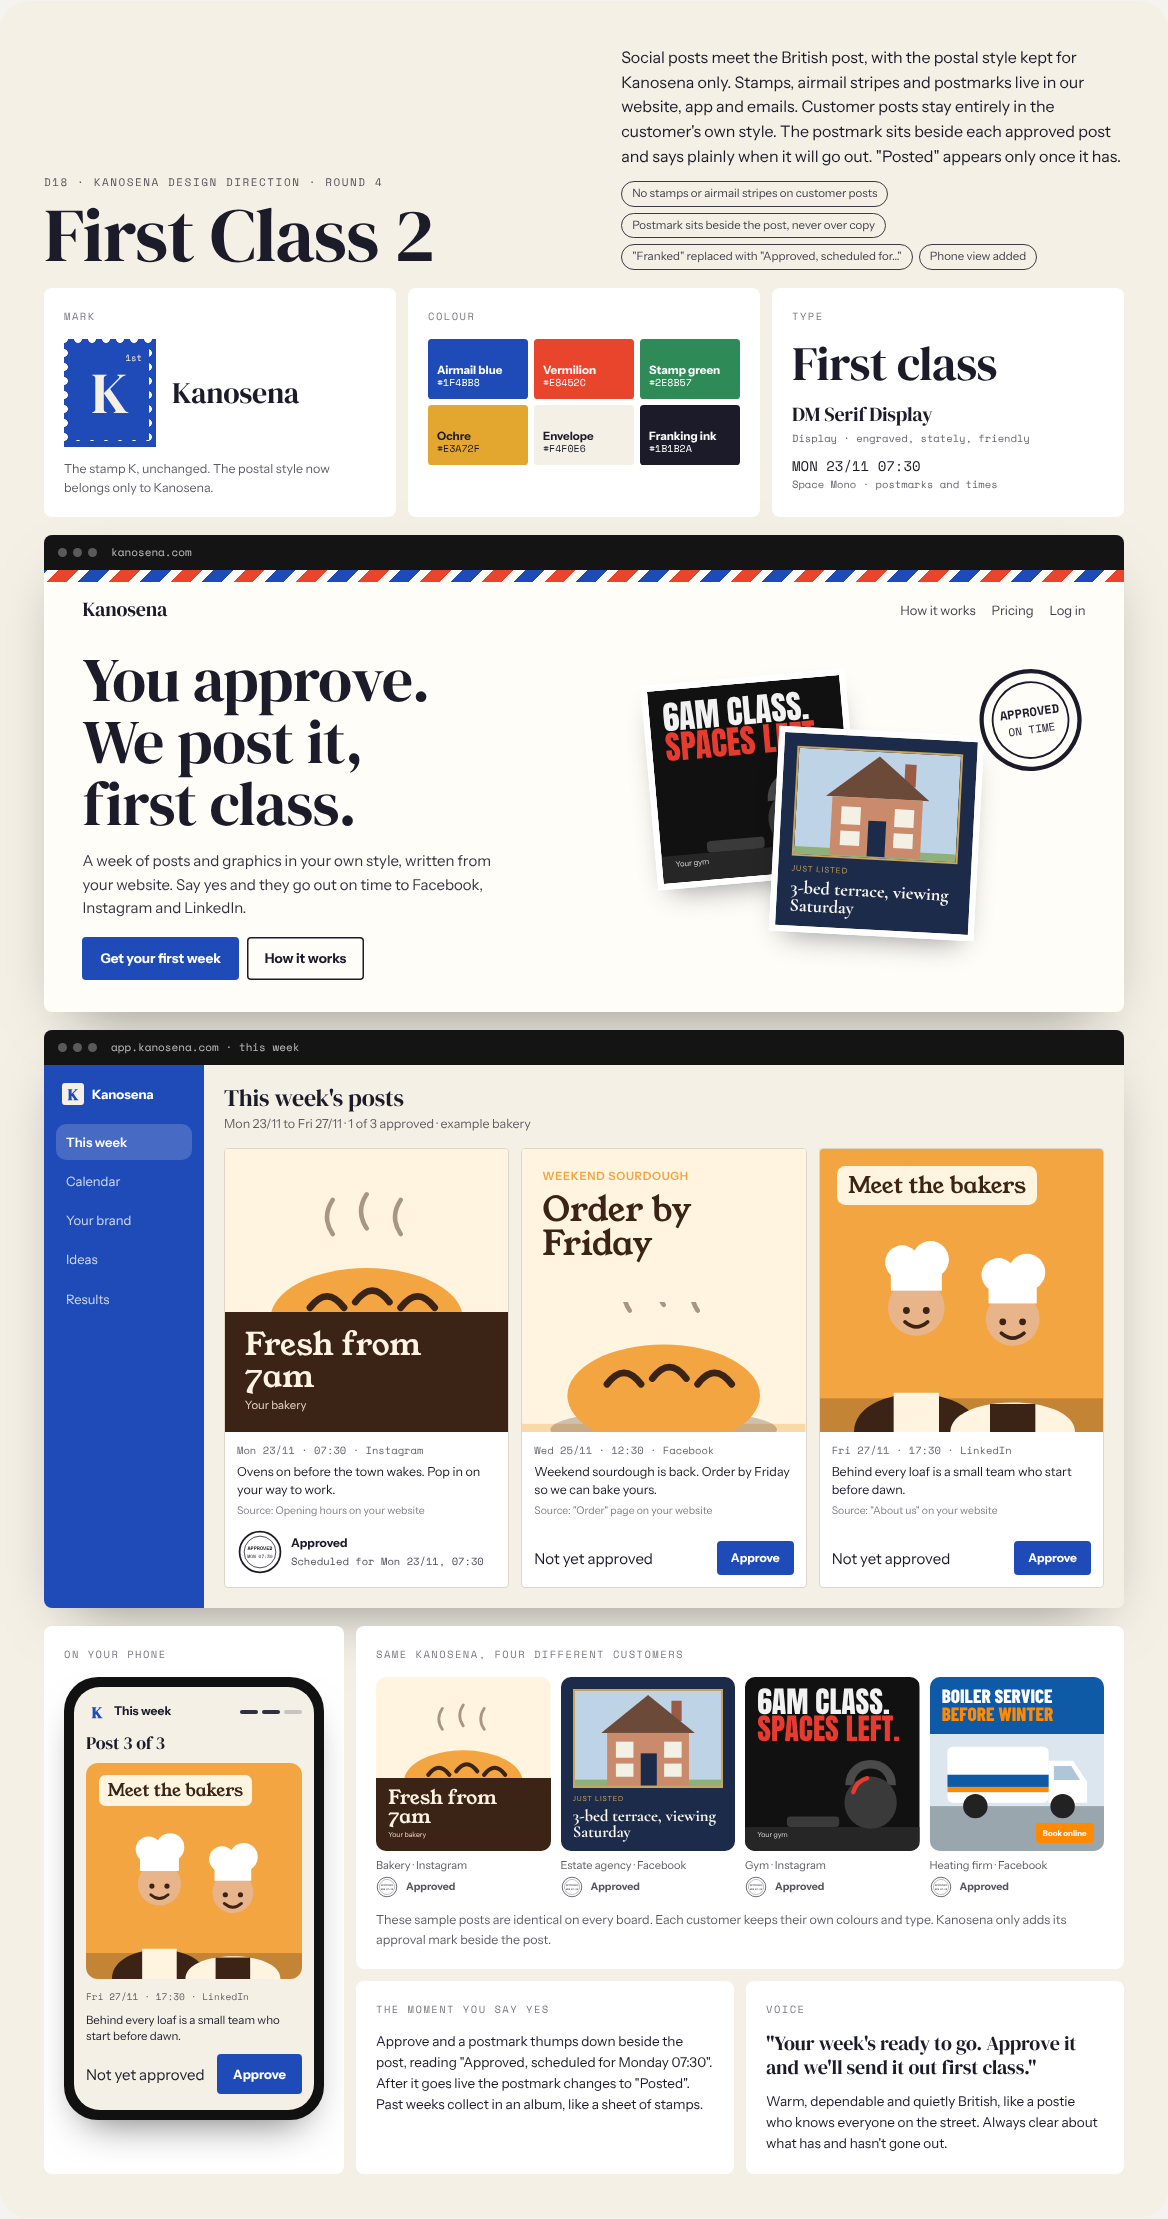 Social posts meet the British post, with the postal style kept for
Kanosena only. Stamps, airmail stripes and postmarks live in our
website, app and emails. Customer posts stay entirely in the
customer's own style. The postmark sits beside each approved post
and says plainly when it will go out. "Posted" appears only once it has.
D18 · KANOSENA DESIGN DIRECTION · ROUND 4
First Class 2
No stamps or airmail stripes on customer posts
Postmark sits beside the post, never over copy
"Franked" replaced with "Approved, scheduled for..."
Phone view added
MARK
1st
K
Kanosena
The stamp K, unchanged. The postal style now
belongs only to Kanosena.
COLOUR
Airmail blue
#1F4BB8
Vermilion
#E8452C
Stamp green
#2E8B57
Ochre
#E3A72F
Envelope
#F4F0E6
Franking ink
#1B1B2A
TYPE
First class
DM Serif Display
Display · engraved, stately, friendly
MON 23/11 07:30
Space Mono · postmarks and times
kanosena.com
Kanosena
How it works
Pricing
Log in
You approve.
We post it,
first class.
A week of posts and graphics in your own style, written from
your website. Say yes and they go out on time to Facebook,
Instagram and LinkedIn.
Get your first week
How it works
6AM CLASS.
SPACES LEFT
Your gym
JUST LISTED
3-bed terrace, viewing
Saturday
APPROVED
ON TIME
app.kanosena.com · this week
K Kanosena
This week
Calendar
Your brand
Ideas
Results
This week's posts
Mon 23/11 to Fri 27/11 · 1 of 3 approved · example bakery
Fresh from
7am
Your bakery
Mon 23/11 · 07:30 · Instagram
Ovens on before the town wakes. Pop in on
your way to work.
Source: Opening hours on your website
APPROVED
MON 07:30
Approved
Scheduled for Mon 23/11, 07:30
WEEKEND SOURDOUGH
Order by
Friday
Wed 25/11 · 12:30 · Facebook
Weekend sourdough is back. Order by Friday
so we can bake yours.
Source: "Order" page on your website
Not yet approved
Approve
Meet the bakers
Fri 27/11 · 17:30 · LinkedIn
Behind every loaf is a small team who start
before dawn.
Source: "About us" on your website
Not yet approved
Approve
ON YOUR PHONE
K This week
Post 3 of 3
Meet the bakers
Fri 27/11 · 17:30 · LinkedIn
Behind every loaf is a small team who
start before dawn.
Not yet approved
Approve
SAME KANOSENA, FOUR DIFFERENT CUSTOMERS
Fresh from
7am
Your bakery
Bakery · Instagram
Approved
JUST LISTED
3-bed terrace, viewing
Saturday
Estate agency · Facebook
Approved
6AM CLASS.
SPACES LEFT.
Your gym
Gym · Instagram
Approved
BOILER SERVICE
BEFORE WINTER
Book online
Heating firm · Facebook
Approved
These sample posts are identical on every board. Each customer keeps their own colours and type. Kanosena only adds its
approval mark beside the post.
THE MOMENT YOU SAY YES
Approve and a postmark thumps down beside the
post, reading "Approved, scheduled for Monday 07:30".
After it goes live the postmark changes to "Posted".
Past weeks collect in an album, like a sheet of stamps.
VOICE
"Your week's ready to go. Approve it
and we'll send it out first class."
Warm, dependable and quietly British, like a postie
who knows everyone on the street. Always clear about
what has and hasn't gone out.